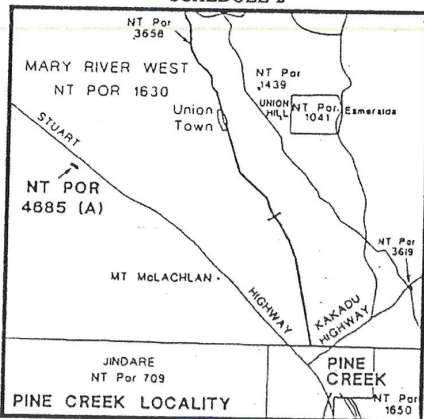 SCHEDULE 2
NT Por
3658
MARY RIVER WEST
NT POR 1630
NT Por
1439
UNION
HILL
NT Por.
1041
Esmeralda
Union
Town
STUART
NT POR
4685 (A)
NT Por
3619
MT McLACHLAN
HIGHWAY
KAKADU
HIGHWAY
JINDARE
NT Por 709
PINE
CREEK
PINE CREEK LOCALITY
NT Por
1650